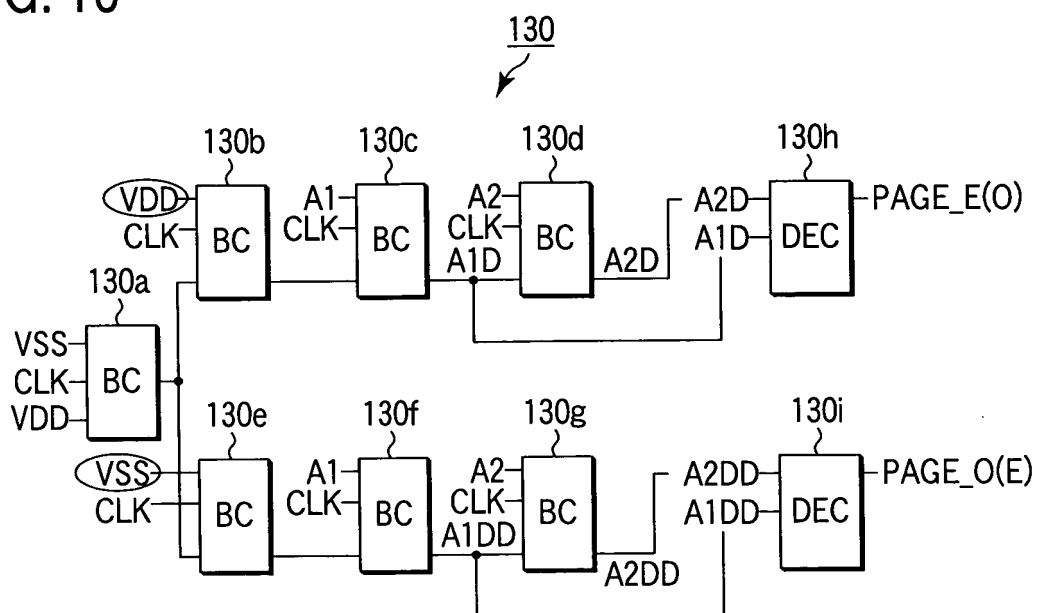 G. 10
130
130b
130c
130d
130h
VDD
CLK
BC
A1
CLK
BC
A1D
A2
CLK
BC
A2D
A2D
A1D
DEC
PAGE_E(O)
130a
VSS
CLK
VDD
BC
130e
130f
130g
130i
VSS
CLK
BC
A1
CLK
BC
A1DD
A2
CLK
BC
A2DD
A2DD
A1DD
DEC
PAGE_O(E)